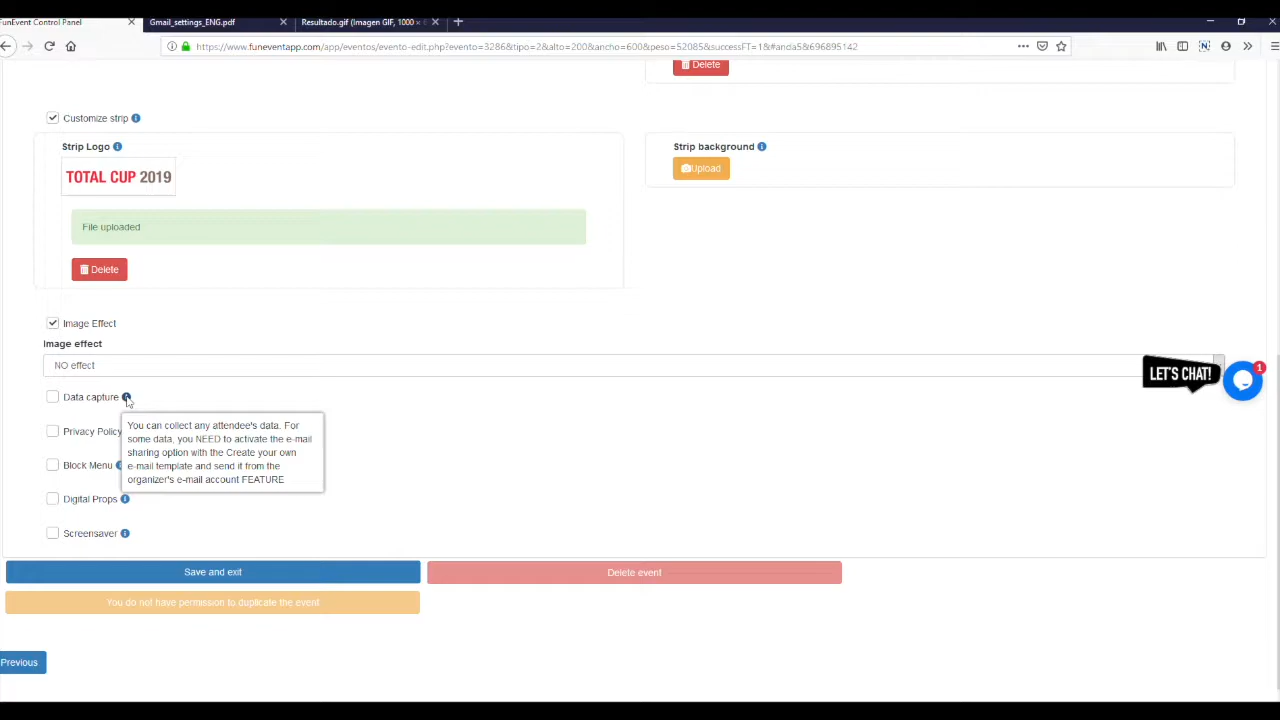 FunEvent Control Panel
Gmail_settings_ENG.pdf
Resultado.gif (Imagen GIF, 1000 ×
https://www.funeventapp.com/app/eventos/evento-edit.php?evento=3286&tipo=2&alto=200&ancho=600&peso=52085&successFT=1&#anda5&696895142
Delete
Customize strip
Strip Logo
Strip background
TOTAL CUP 2019
Upload
File uploaded
Delete
Image Effect
Image effect
NO effect
LET'S CHAT!
1
Data capture
You can collect any attendee's data. For
some data, you NEED to activate the e-mail
sharing option with the Create your own
e-mail template and send it from the
organizer's e-mail account FEATURE
Privacy Policy
Block Menu
Digital Props
Screensaver
Save and exit
Delete event
You do not have permission to duplicate the event
Previous